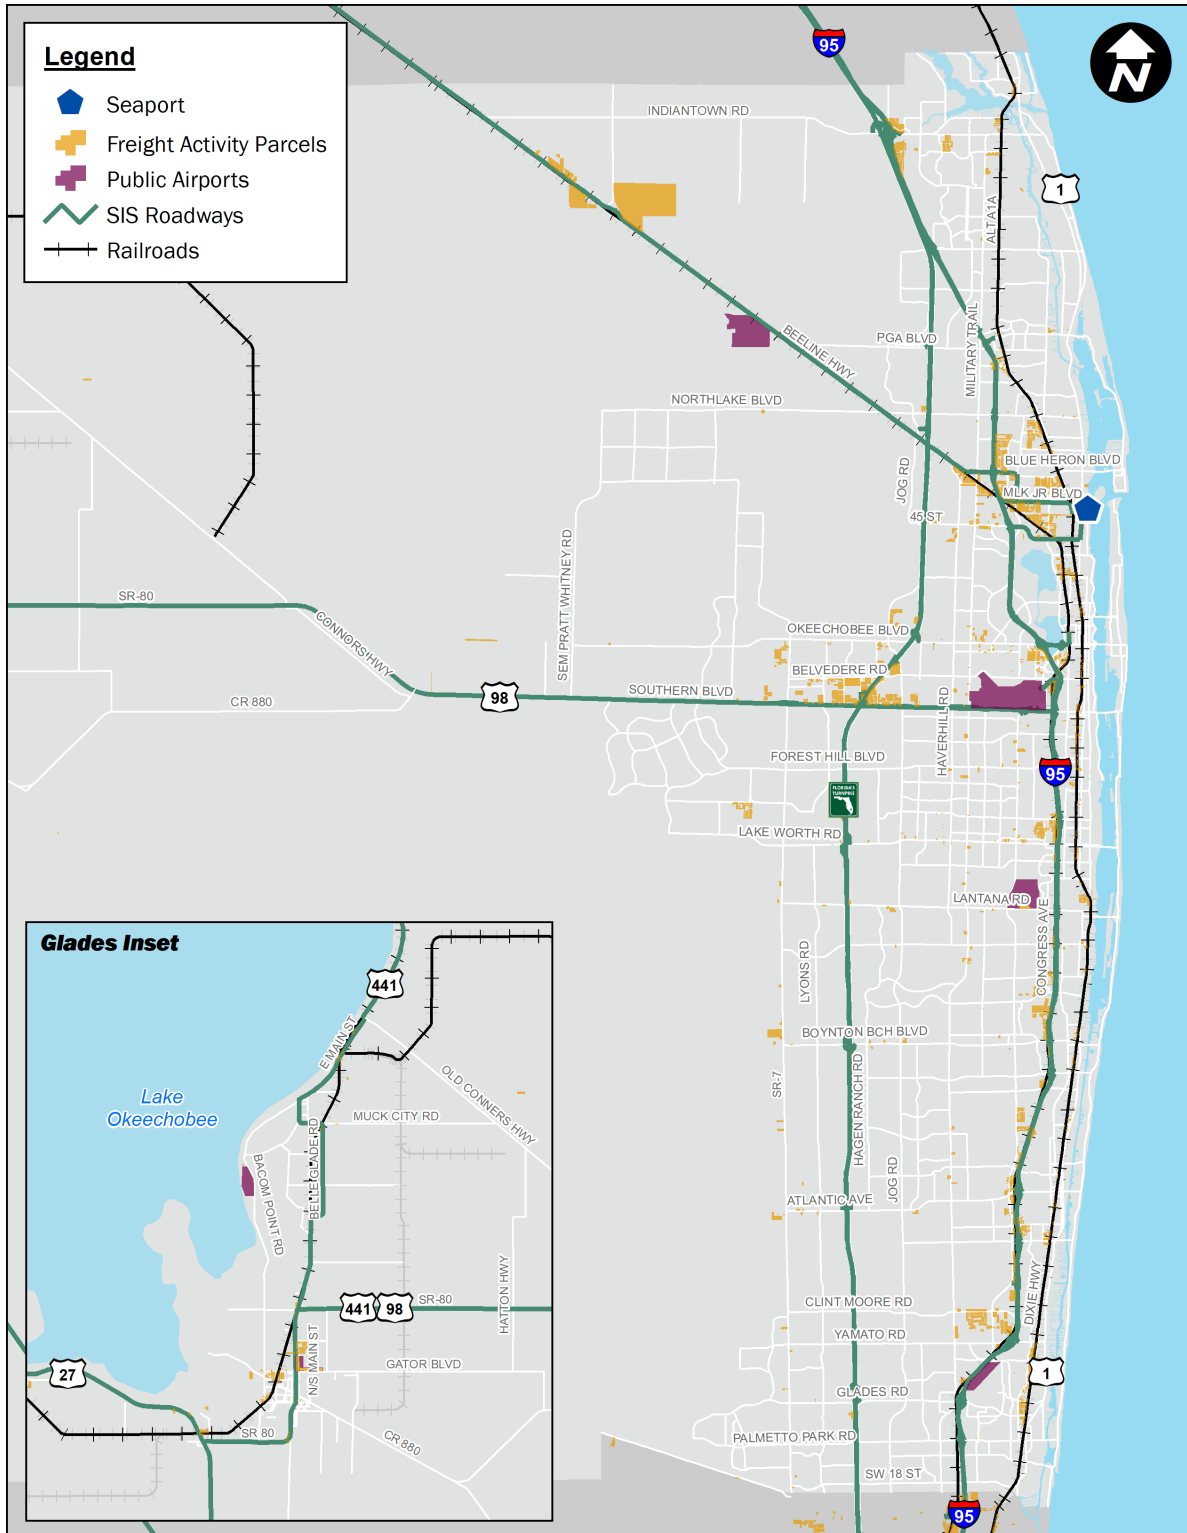 Legend
Seaport
Freight Activity Parcels
Public Airports
SIS Roadways
Railroads
95
N
INDIANTOWN RD
1
ALT A1A
BEELINE HWY
PGA BLVD
MILITARY TRAIL
NORTHLAKE BLVD
BLUE HERON BLVD
JOG RD
MLK JR BLVD
45 ST
SEM PRATT WHITNEY RD
SR-80
CONNORS HWY
OKEECHOBEE BLVD
BELVEDERE RD
SOUTHERN BLVD
98
CR 880
HAVERHILL RD
FOREST HILL BLVD
95
FLORIDA'S
TURNPIKE
LAKE WORTH RD
LANTANA RD
CONGRESS AVE
LYONS RD
BOYNTON BCH BLVD
SR-7
HAGEN RANCH RD
JOG RD
ATLANTIC AVE
DIXIE HWY
CLINT MOORE RD
YAMATO RD
1
GLADES RD
PALMETTO PARK RD
SW 18 ST
95
Glades Inset
441
E MAIN ST
OLD CONNERS HWY
Lake
Okeechobee
MUCK CITY RD
BELLE GLADE RD
BACOM POINT RD
HATTON HWY
441
98
SR-80
N/S MAIN ST
GATOR BLVD
27
SR 80
CR 880